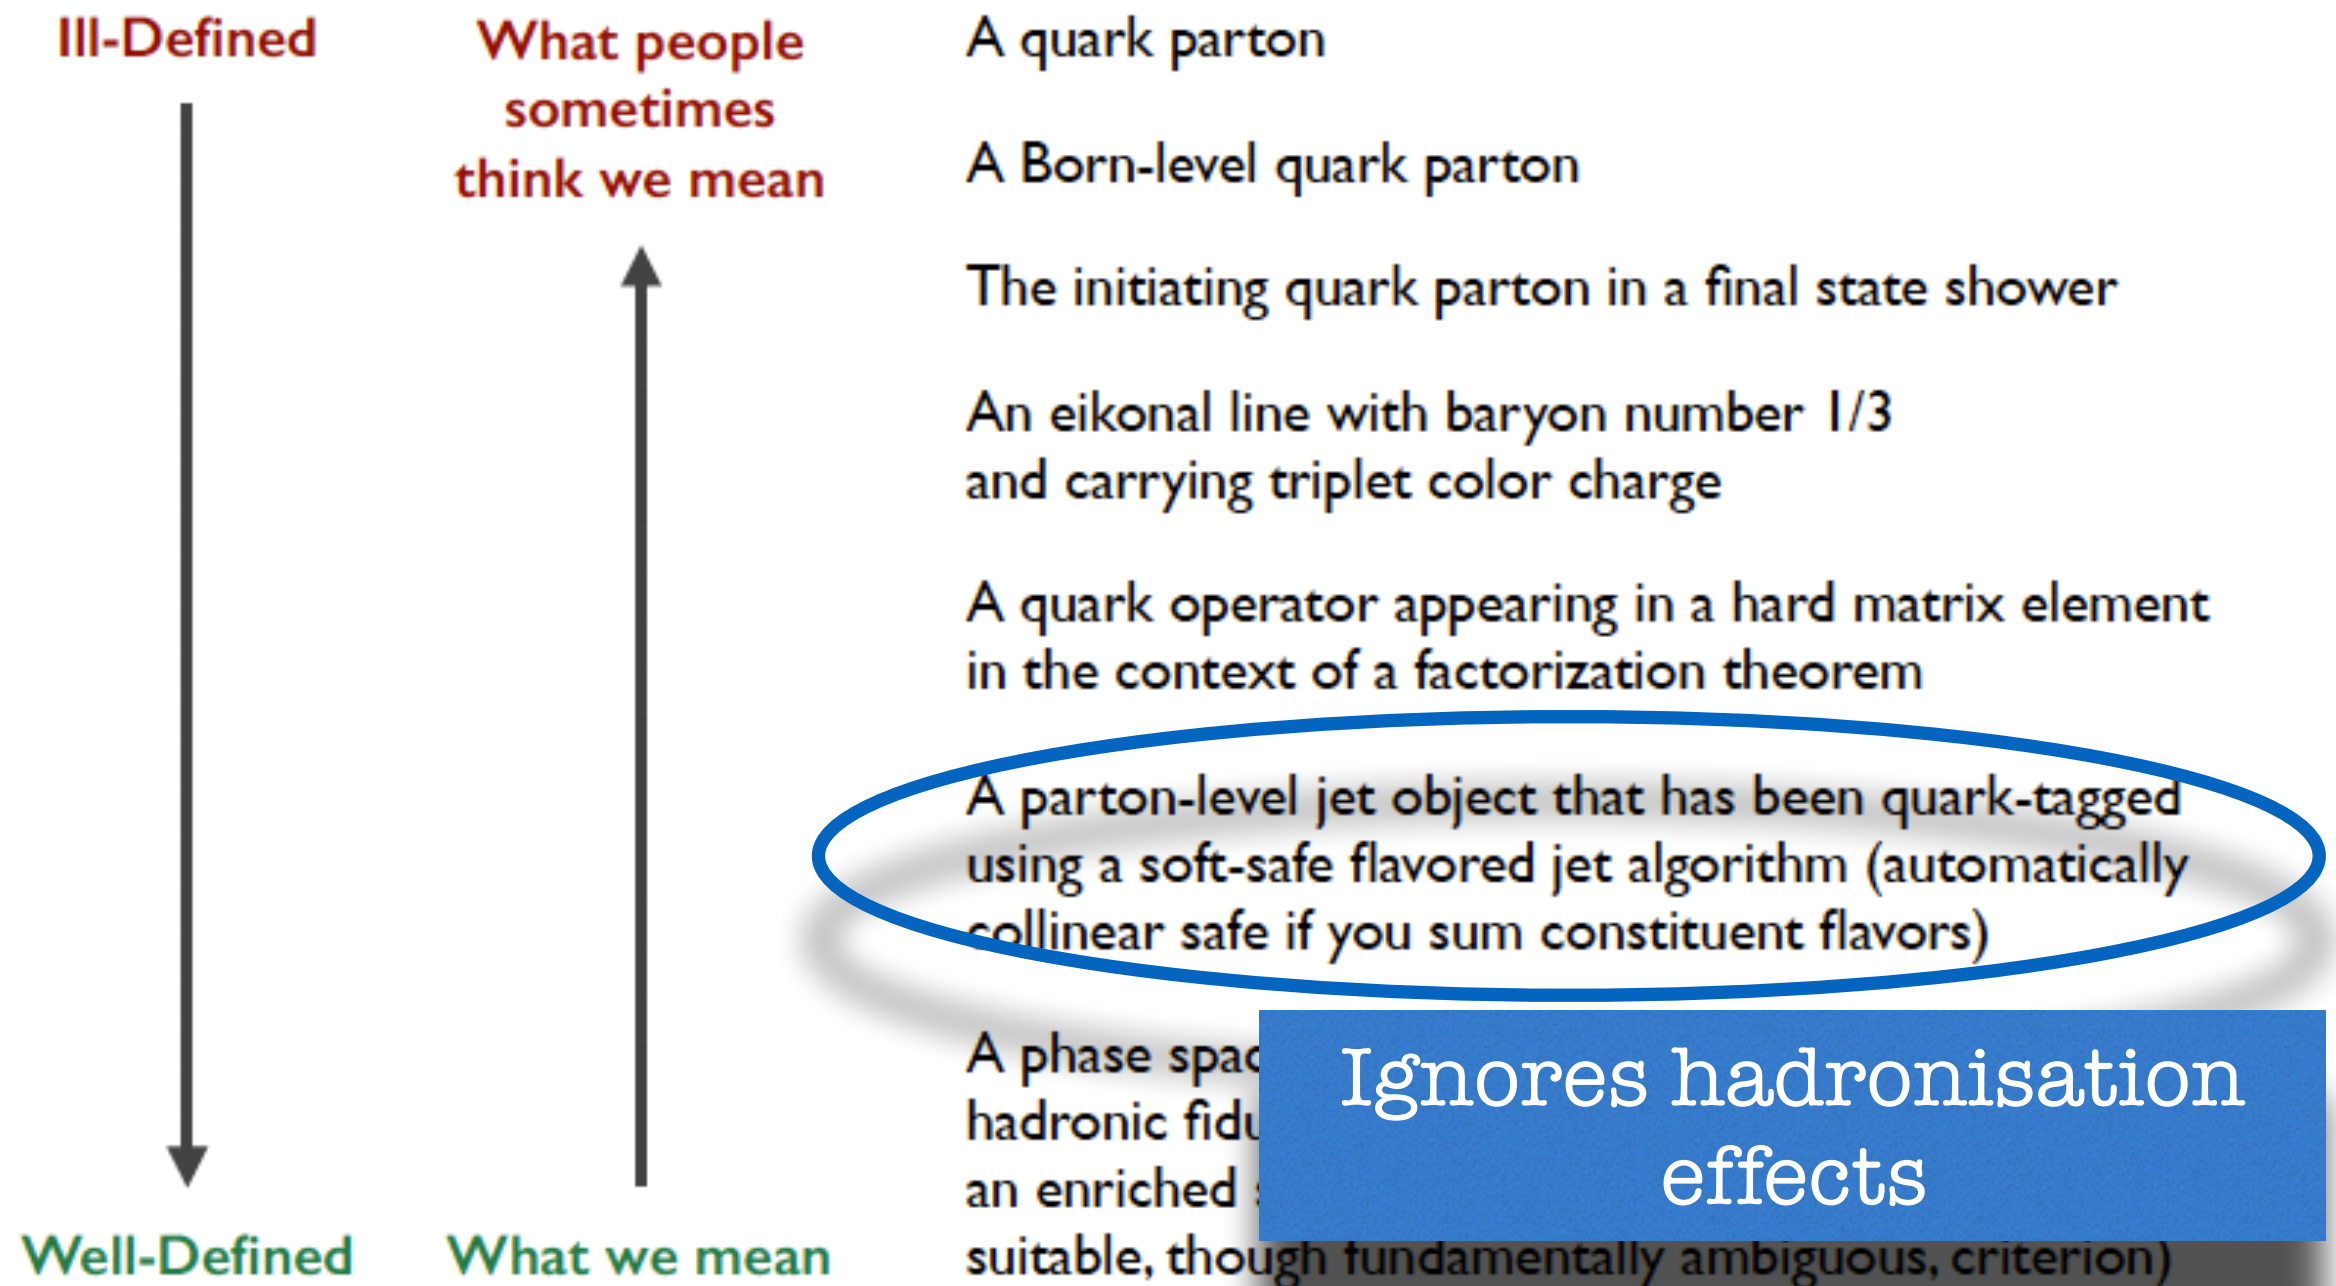 Ill-Defined
What people
sometimes
think we mean
A quark parton
A Born-level quark parton
The initiating quark parton in a final state shower
An eikonal line with baryon number 1/3
and carrying triplet color charge
A quark operator appearing in a hard matrix element
in the context of a factorization theorem
A parton-level jet object that has been quark-tagged
using a soft-safe flavored jet algorithm (automatically
collinear safe if you sum constituent flavors)
A phase
hadronic
an enriched
suitable, though fundamentally ambiguous, criterion)
Ignores hadronisation
effects
Well-Defined
What we mean